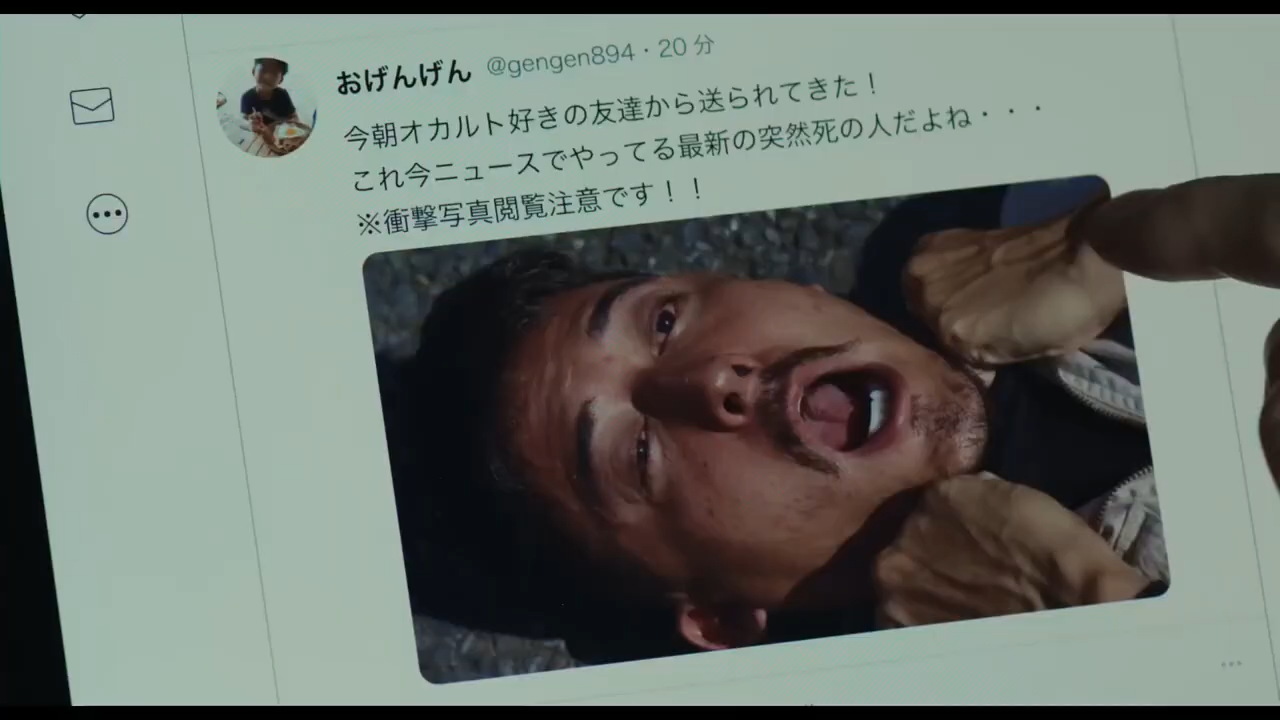 おげんげん @gengen894・20 分
今朝オカルト好きの友達から送られてきた！
これ今ニュースでやってる最新の突然死の人だよね・・・
※衝撃写真閲覧注意です！！